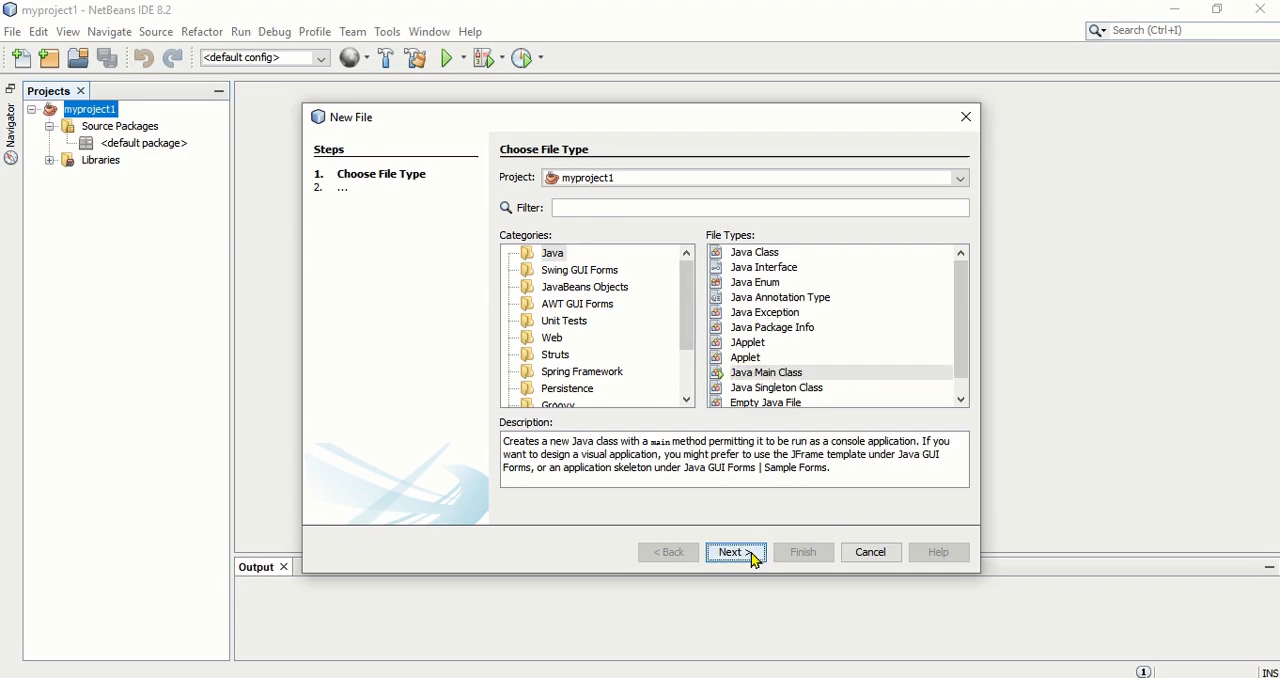 myproject1 - NetBeans IDE 8.2
File Edit View Navigate Source Refactor Run Debug Profile Team Tools Window Help
Search (Ctrl+I)
<default config>
Projects
Navigator
myproject1
Source Packages
<default package>
Libraries
New File
Steps
1. Choose File Type
2. ...
Choose File Type
Project: myproject1
Filter:
Categories:
Java
Swing GUI Forms
JavaBeans Objects
AWT GUI Forms
Unit Tests
Web
Struts
Spring Framework
Persistence
Groovy
File Types:
Java Class
Java Interface
Java Enum
Java Annotation Type
Java Exception
Java Package Info
JApplet
Applet
Java Main Class
Java Singleton Class
Empty Java File
Description:
Creates a new Java class with a main method permitting it to be run as a console application. If you
want to design a visual application, you might prefer to use the JFrame template under Java GUI
Forms, or an application skeleton under Java GUI Forms | Sample Forms.
< Back Next > Finish Cancel Help
Output
1
INS